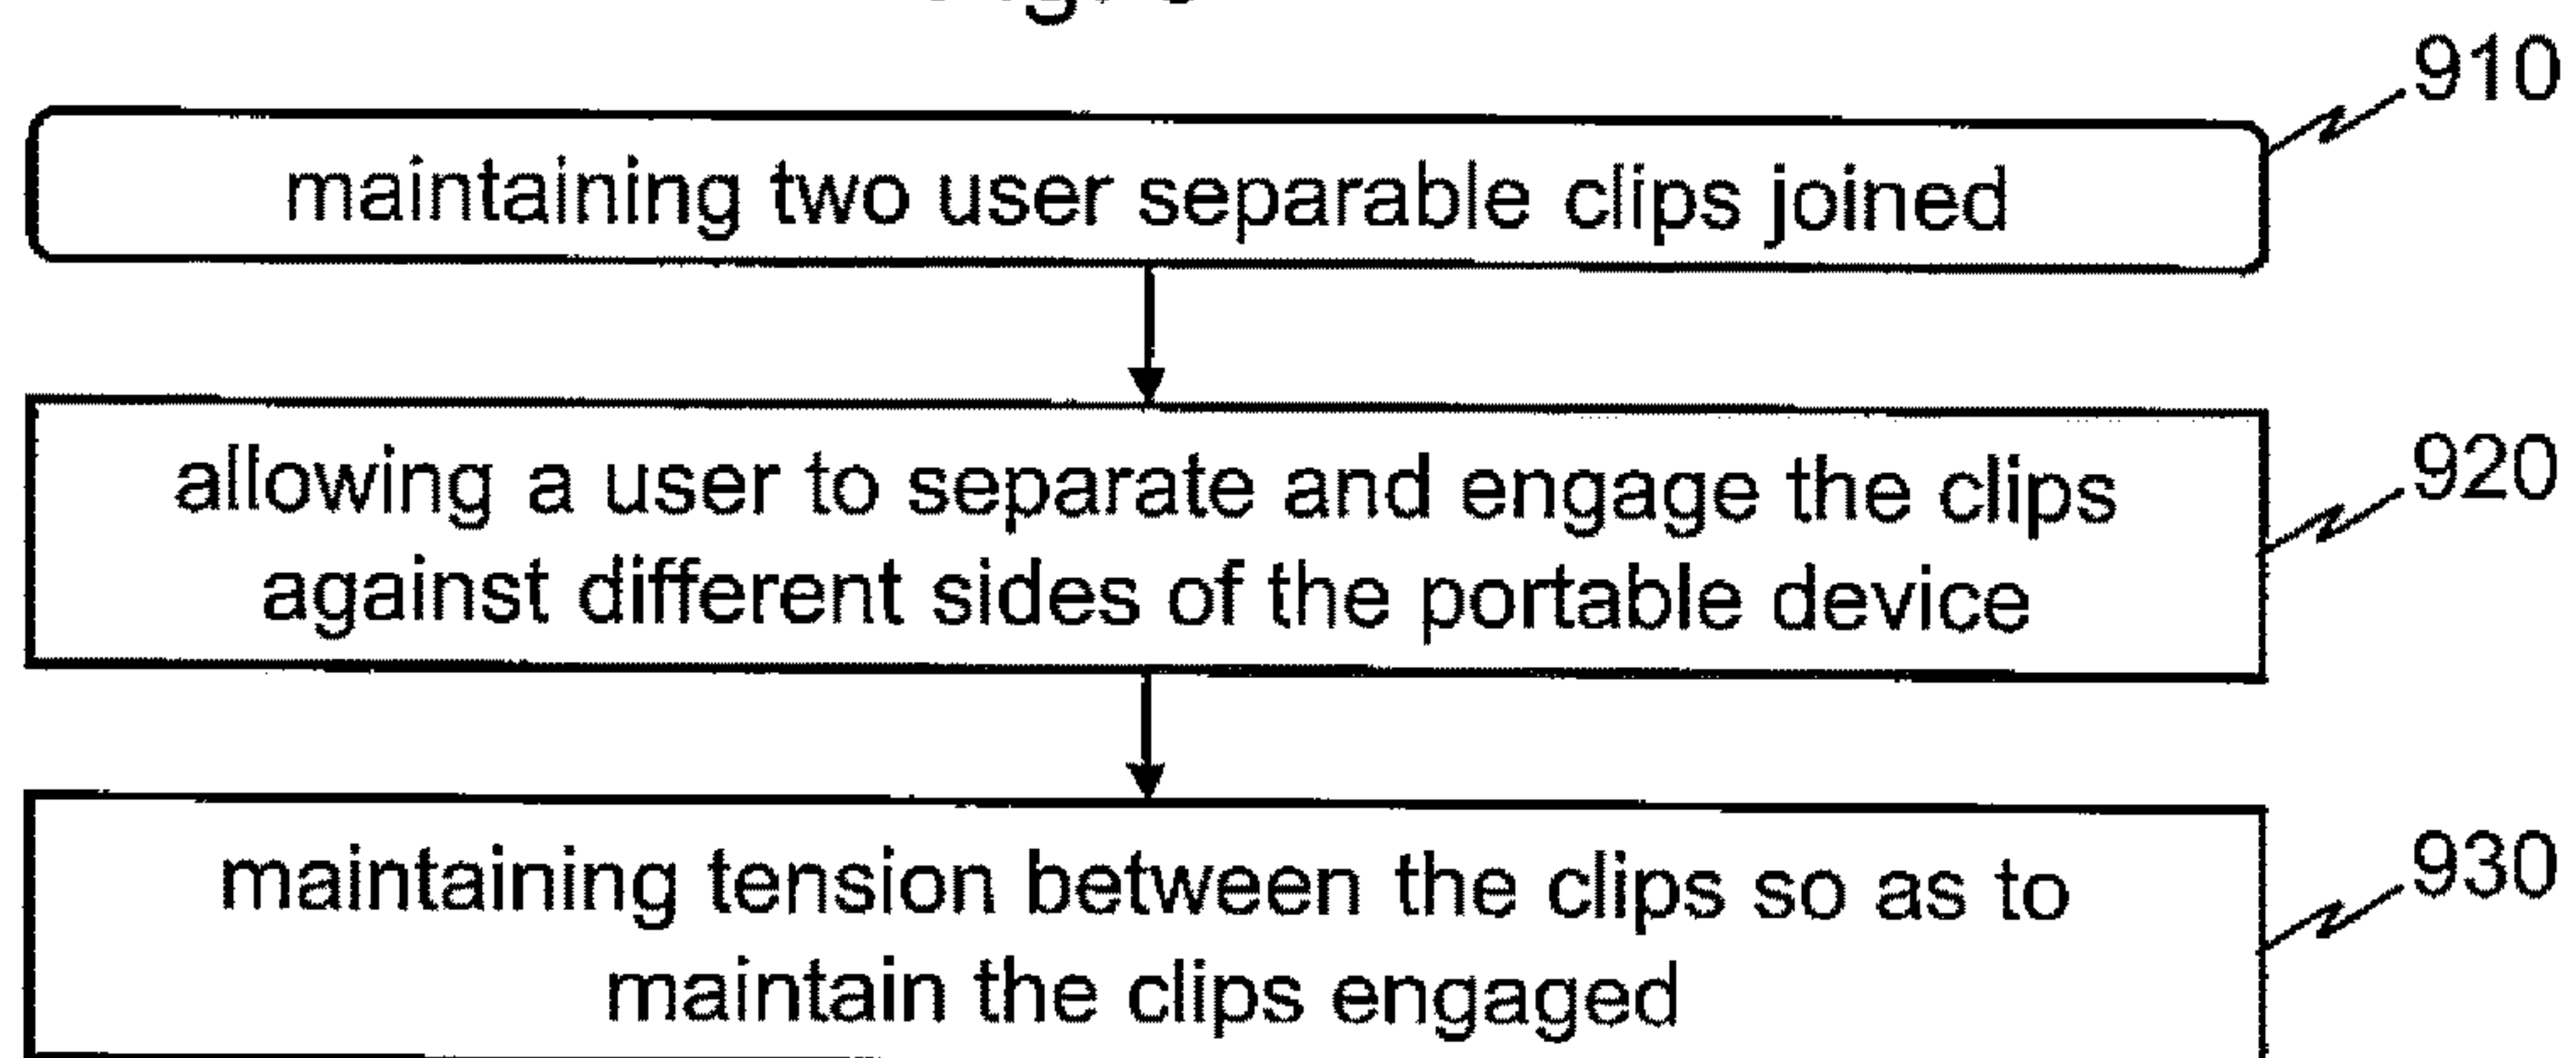 910
maintaining two user separable clips joined
allowing a user to separate and engage the clips
against different sides of the portable device
920
maintaining tension between the clips so as to
maintain the clips engaged
930